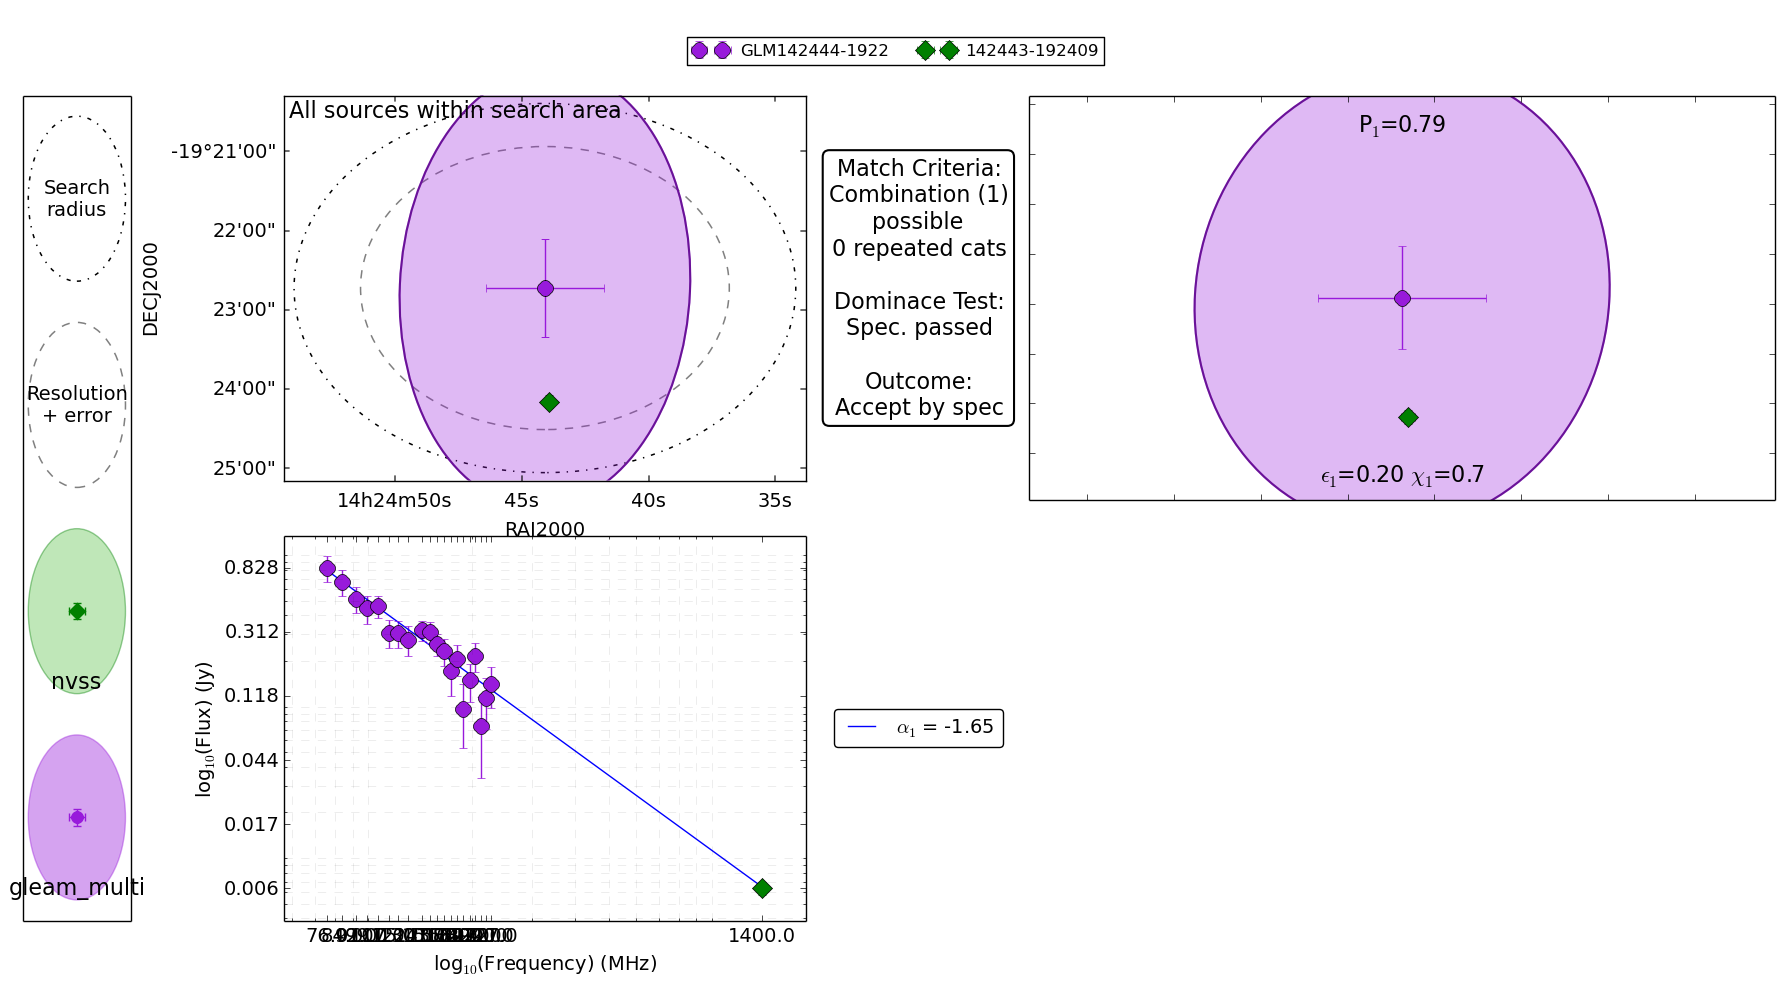 GLM142444-1922
142443-192409
Search
radius
Resolution
+ error
nvss
gleam_multi
All sources within search area
-19°21'00"
22'00"
23'00"
24'00"
25'00"
DECJ2000
14h24m50s
45s
40s
35s
RAJ2000
Match Criteria:
Combination (1)
possible
0 repeated cats
Dominace Test:
Spec. passed
Outcome:
Accept by spec
P₁=0.79
ϵ₁=0.20 χ₁=0.7
0.828
0.312
0.118
0.044
0.017
0.006
log₁₀(Flux) (Jy)
1400.0
log₁₀(Frequency) (MHz)
α₁ = -1.65